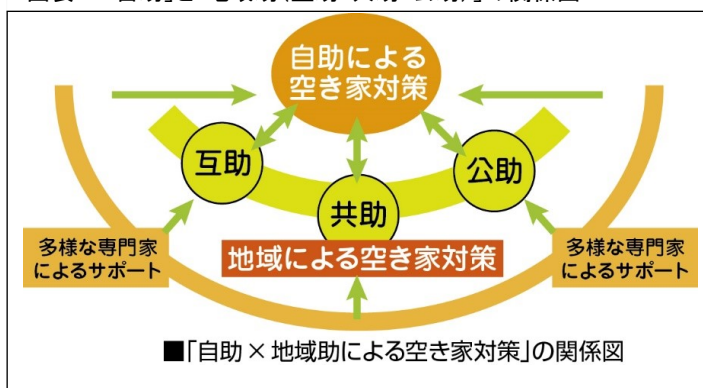 自助による
空き家対策
互助
共助
公助
多様な専門家
によるサポート
地域による空き家対策
多様な専門家
によるサポート
■「自助×地域助による空き家対策」の関係図